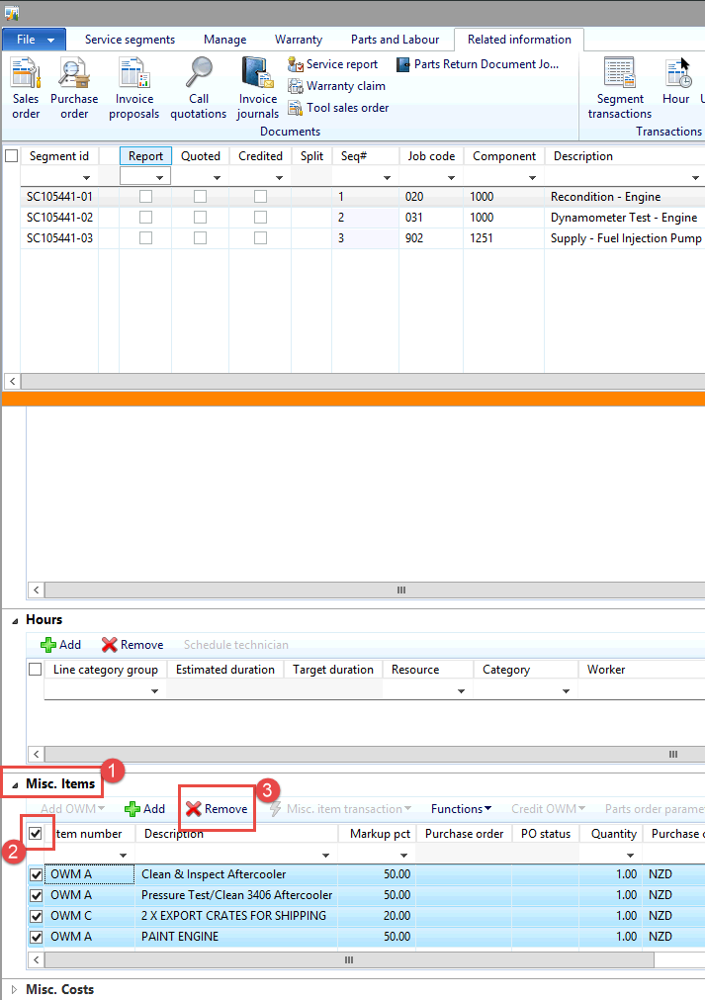 File Service segments Manage Warranty Parts and Labour Related information
Sales order
Purchase order
Invoice proposals
Call quotations
Invoice journals
Service report
Warranty claim
Tool sales order
Parts Return Document Jo...
Segment transactions
Hour U
Documents Transactions
Segment id Report Quoted Credited Split Seq# Job code Component Description
SC105441-01 1 020 1000 Recondition - Engine
SC105441-02 2 031 1000 Dynamometer Test - Engine
SC105441-03 3 902 1251 Supply - Fuel Injection Pump
Hours
Add Remove Schedule technician
Line category group Estimated duration Target duration Resource Category Worker
Misc. Items 1
3
Add OWM Add Remove Misc. item transaction Functions Credit OWM Parts order parame
2 Item number Description Markup pct Purchase order PO status Quantity Purchase c
OWM A Clean & Inspect Aftercooler 50.00 1.00 NZD
OWM A Pressure Test/Clean 3406 Aftercooler 50.00 1.00 NZD
OWM C 2 X EXPORT CRATES FOR SHIPPING 20.00 1.00 NZD
OWM A PAINT ENGINE 50.00 1.00 NZD
Misc. Costs